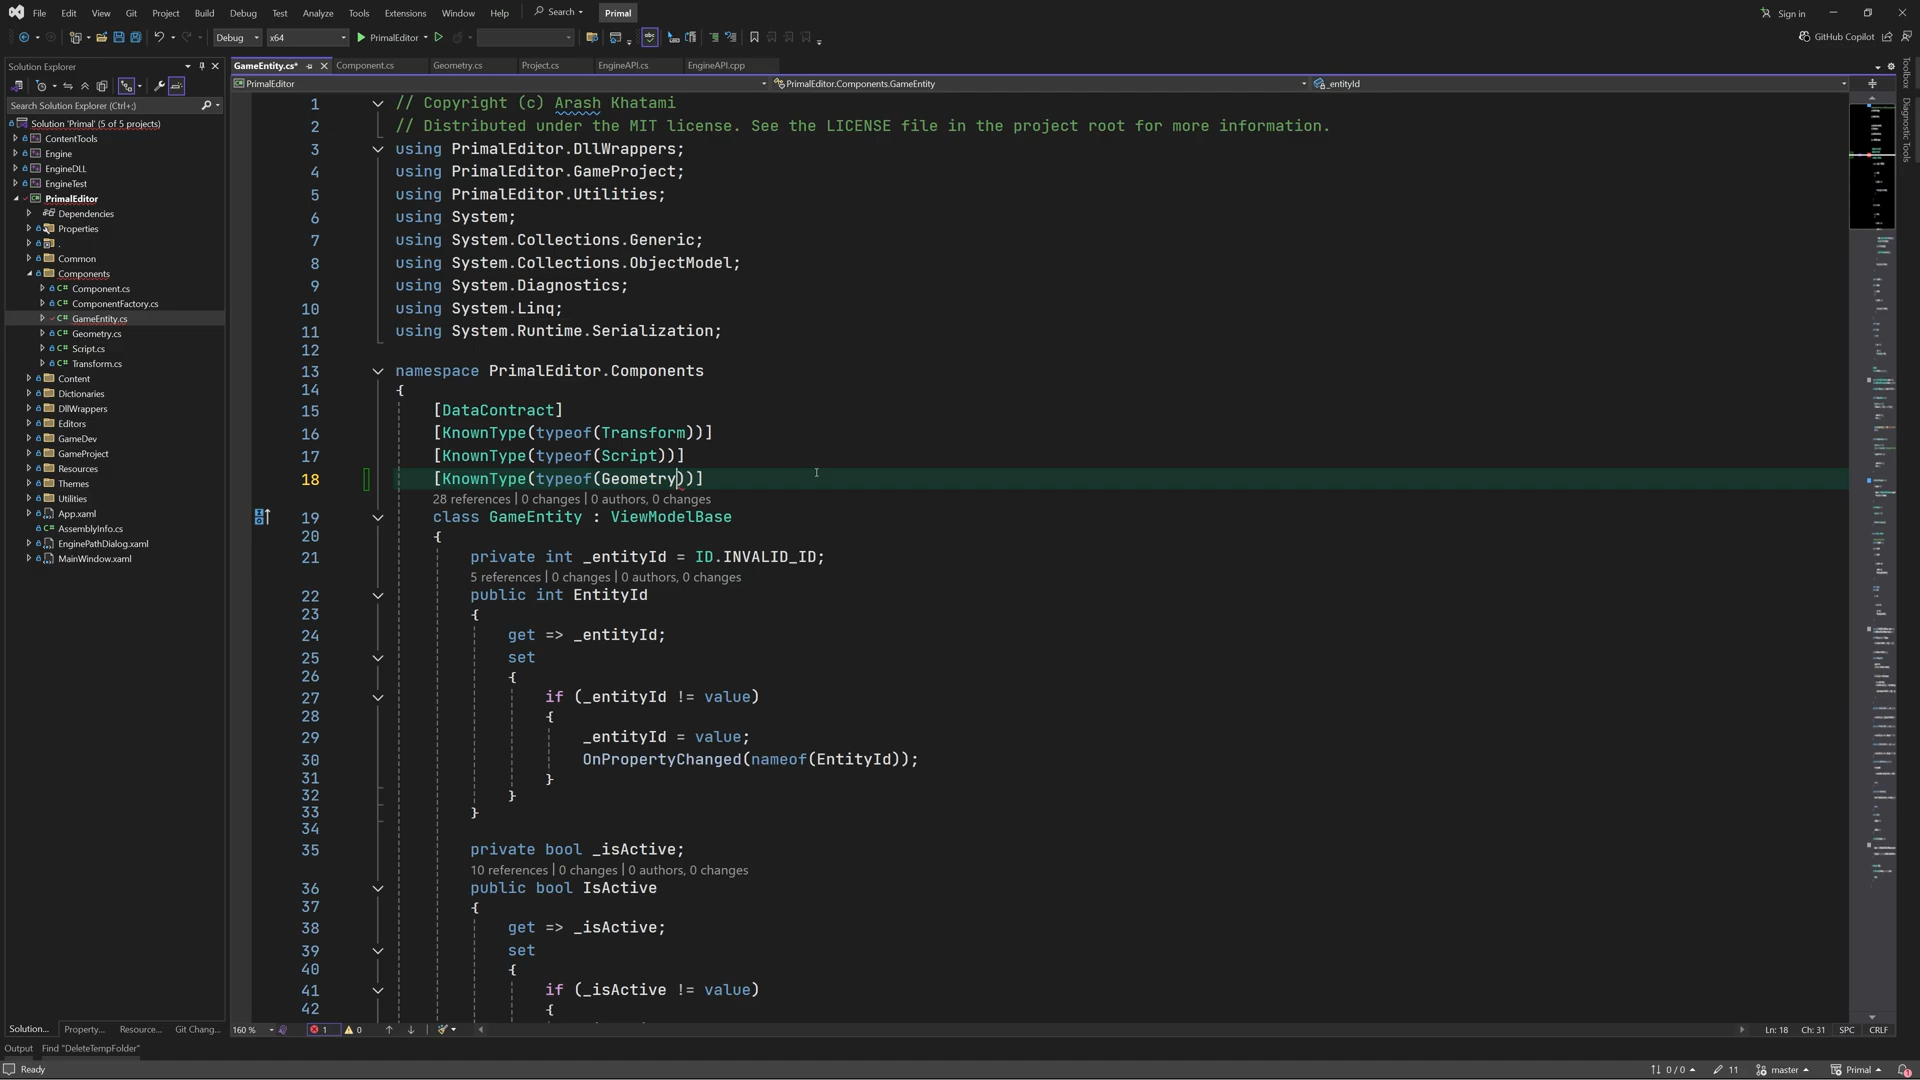 File Edit View Git Project Build Debug Test Analyze Tools Extensions Window Help Search Primal Sign in
Debug x64 PrimalEditor GitHub Copilot
Solution Explorer
GameEntity.cs* Component.cs Geometry.cs Project.cs EngineAPI.cs EngineAPI.cpp
PrimalEditor PrimalEditor.Components.GameEntity _entityId
Search Solution Explorer (Ctrl+;)
Solution 'Primal' (5 of 5 projects)
ContentTools
Engine
EngineDLL
EngineTest
PrimalEditor
Dependencies
Properties
.
Common
Components
Component.cs
ComponentFactory.cs
GameEntity.cs
Geometry.cs
Script.cs
Transform.cs
Content
Dictionaries
DllWrappers
Editors
GameDev
GameProject
Resources
Themes
Utilities
App.xaml
AssemblyInfo.cs
EnginePathDialog.xaml
MainWindow.xaml
1 // Copyright (c) Arash Khatami
2 // Distributed under the MIT license. See the LICENSE file in the project root for more information.
3 using PrimalEditor.DllWrappers;
4 using PrimalEditor.GameProject;
5 using PrimalEditor.Utilities;
6 using System;
7 using System.Collections.Generic;
8 using System.Collections.ObjectModel;
9 using System.Diagnostics;
10 using System.Linq;
11 using System.Runtime.Serialization;
12
13 namespace PrimalEditor.Components
14 {
15 [DataContract]
16 [KnownType(typeof(Transform))]
17 [KnownType(typeof(Script))]
18 [KnownType(typeof(Geometry))]
28 references | 0 changes | 0 authors, 0 changes
19 class GameEntity : ViewModelBase
20 {
21 private int _entityId = ID.INVALID_ID;
5 references | 0 changes | 0 authors, 0 changes
22 public int EntityId
23 {
24 get => _entityId;
25 set
26 {
27 if (_entityId != value)
28 {
29 _entityId = value;
30 OnPropertyChanged(nameof(EntityId));
31 }
32 }
33 }
34
35 private bool _isActive;
10 references | 0 changes | 0 authors, 0 changes
36 public bool IsActive
37 {
38 get => _isActive;
39 set
40 {
41 if (_isActive != value)
42 {
Toolbox
Diagnostic Tools
Solution... Property... Resource... Git Chang...
160 % 1 0 Ln: 18 Ch: 31 SPC CRLF
Output Find "DeleteTempFolder"
Ready 0 / 0 11 master Primal 1